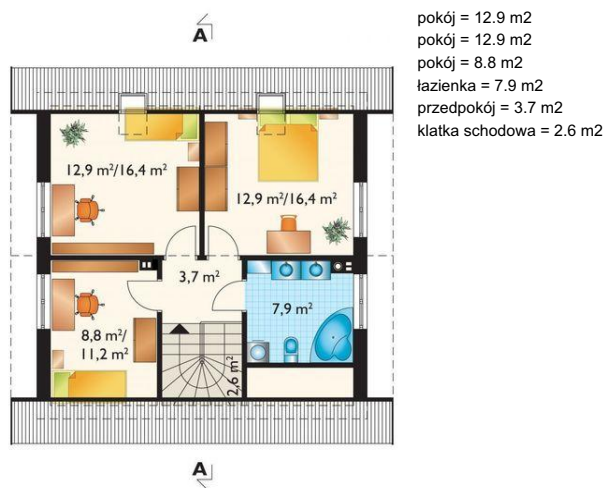 A
pokój = 12.9 m2
pokój = 12.9 m2
pokój = 8.8 m2
łazienka = 7.9 m2
przedpokój = 3.7 m2
klatka schodowa = 2.6 m2
12,9 m²/16,4 m²
12,9 m²/16,4 m²
3,7 m²
7,9 m²
8,8 m²/
11,2 m²
2,6 m²
A